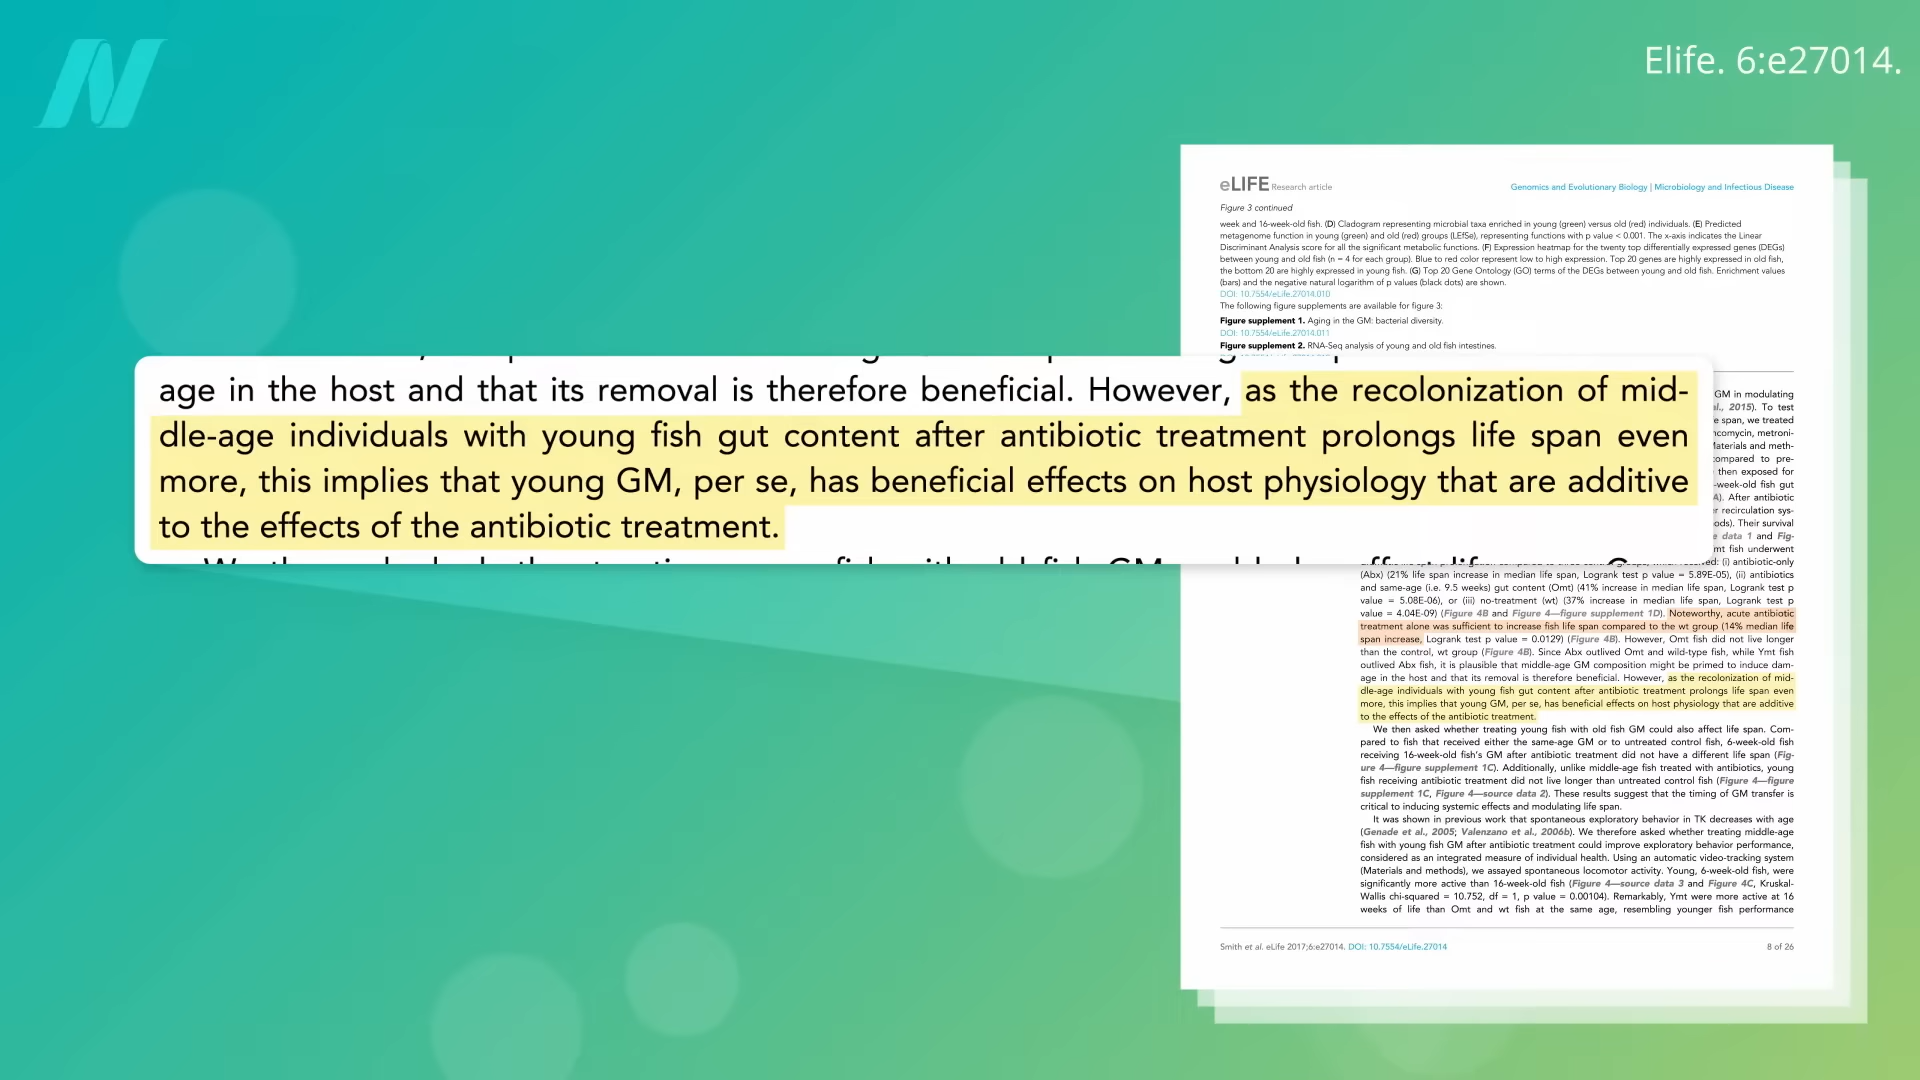 Elife. 6:e27014.
eLIFE Research article
Genomics and Evolutionary Biology | Microbiology and Infectious Disease
Figure 3 continued
week and 16-week-old fish. (D) Cladogram representing microbial taxa enriched in young (green) versus old (red) individuals. (E) Predicted
metagenome function in young (green) and old (red) groups (LEfSe), representing functions with p value < 0.001. The x-axis indicates the Linear
Discriminant Analysis score for all the significant metabolic functions. (F) Expression heatmap for the twenty top differentially expressed genes (DEGs)
between young and old fish (n = 4 for each group). Blue to red color represent low to high expression. Top 20 genes are highly expressed in old fish,
the bottom 20 are highly expressed in young fish. (G) Top 20 Gene Ontology (GO) terms of the DEGs between young and old fish. Enrichment values
(bars) and the negative natural logarithm of p values (black dots) are shown.
DOI: 10.7554/eLife.27014.010
The following figure supplements are available for figure 3:
Figure supplement 1. Aging in the GM: bacterial diversity.
DOI: 10.7554/eLife.27014.011
Figure supplement 2. RNA-Seq analysis of young and old fish intestines.
age in the host and that its removal is therefore beneficial. However, as the recolonization of mid-
dle-age individuals with young fish gut content after antibiotic treatment prolongs life span even
more, this implies that young GM, per se, has beneficial effects on host physiology that are additive
to the effects of the antibiotic treatment.
GM in modulating
2015). To test
span, we treated
compared to pre-
then exposed for
-week-old fish gut
After antibiotic
recirculation sys-
Their survival
data 1 and Fig-
fish underwent
(Abx) (21% life span increase in median life span, Logrank test p value = 5.89E-05), (ii) antibiotics
and same-age (i.e. 9.5 weeks) gut content (Omt) (41% increase in median life span, Logrank test p
value = 5.08E-06), or (iii) no-treatment (wt) (37% increase in median life span, Logrank test p
value = 4.04E-09) (Figure 4B and Figure 4—figure supplement 1D). Noteworthy, acute antibiotic
treatment alone was sufficient to increase fish life span compared to the wt group (14% median life
span increase, Logrank test p value = 0.0129) (Figure 4B). However, Omt fish did not live longer
than the control, wt group (Figure 4B). Since Abx outlived Omt and wild-type fish, while Ymt fish
outlived Abx fish, it is plausible that middle-age GM composition might be primed to induce dam-
age in the host and that its removal is therefore beneficial. However, as the recolonization of mid-
dle-age individuals with young fish gut content after antibiotic treatment prolongs life span even
more, this implies that young GM, per se, has beneficial effects on host physiology that are additive
to the effects of the antibiotic treatment.
We then asked whether treating young fish with old fish GM could also affect life span. Com-
pared to fish that received either the same-age GM or to untreated control fish, 6-week-old fish
receiving 16-week-old fish's GM after antibiotic treatment did not have a different life span (Fig-
ure 4—figure supplement 1C). Additionally, unlike middle-age fish treated with antibiotics, young
fish receiving antibiotic treatment did not live longer than untreated control fish (Figure 4—figure
supplement 1C, Figure 4—source data 2). These results suggest that the timing of GM transfer is
critical to inducing systemic effects and modulating life span.
It was shown in previous work that spontaneous exploratory behavior in TK decreases with age
(Genade et al., 2005; Valenzano et al., 2006b). We therefore asked whether treating middle-age
fish with young fish GM after antibiotic treatment could improve exploratory behavior performance,
considered as an integrated measure of individual health. Using an automatic video-tracking system
(Materials and methods), we assayed spontaneous locomotor activity. Young, 6-week-old fish, were
significantly more active than 16-week-old fish (Figure 4—source data 3 and Figure 4C, Kruskal-
Wallis chi-squared = 10.752, df = 1, p value = 0.00104). Remarkably, Ymt were more active at 16
weeks of life than Omt and wt fish at the same age, resembling younger fish performance
Smith et al. eLife 2017;6:e27014. DOI: 10.7554/eLife.27014
8 of 26